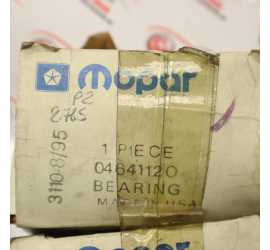 mopar
P2
2765
3110-8/95
1 PIECE
04641120
BEARING
MADE IN USA